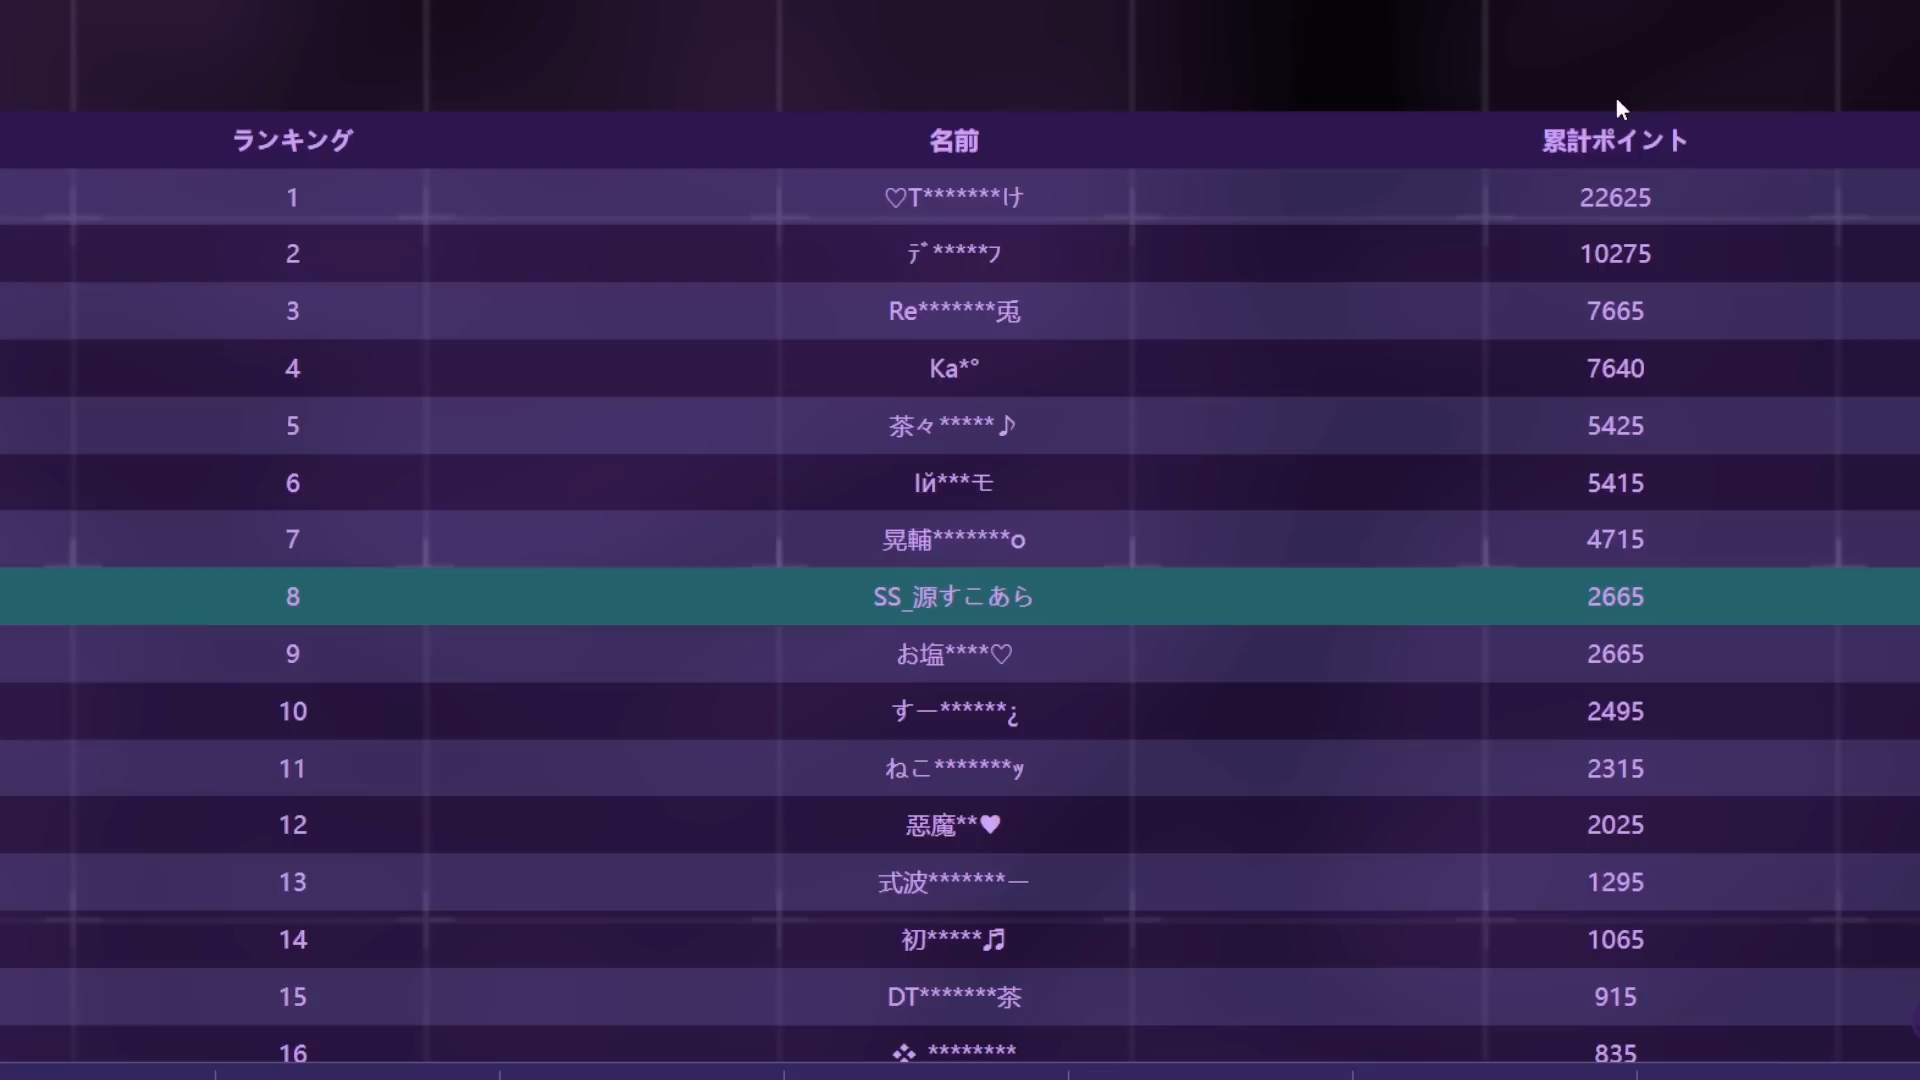 ランキング 名前 累計ポイント
1 ♡T*******け 22625
2 ﾃﾞ*****ﾌ 10275
3 Re*******兎 7665
4 Ka*° 7640
5 茶々*****♪ 5425
6 lй***モ 5415
7 晃輔*******o 4715
8 SS_源すこあら 2665
9 お塩****♡ 2665
10 すー******¿ 2495
11 ねこ*******ｯ 2315
12 惡魔**♥ 2025
13 式波*******ー 1295
14 初*****♬ 1065
15 DT*******茶 915
16 ❖ ******** 835